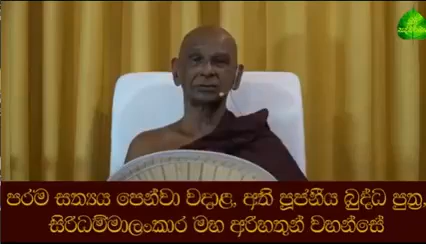 පරම සත්‍යය පෙන්වා වදාළ, අති පූජනීය බුද්ධ පුත්‍ර,
සිරිධම්මාලංකාර මහ අරිහතුන් වහන්සේ